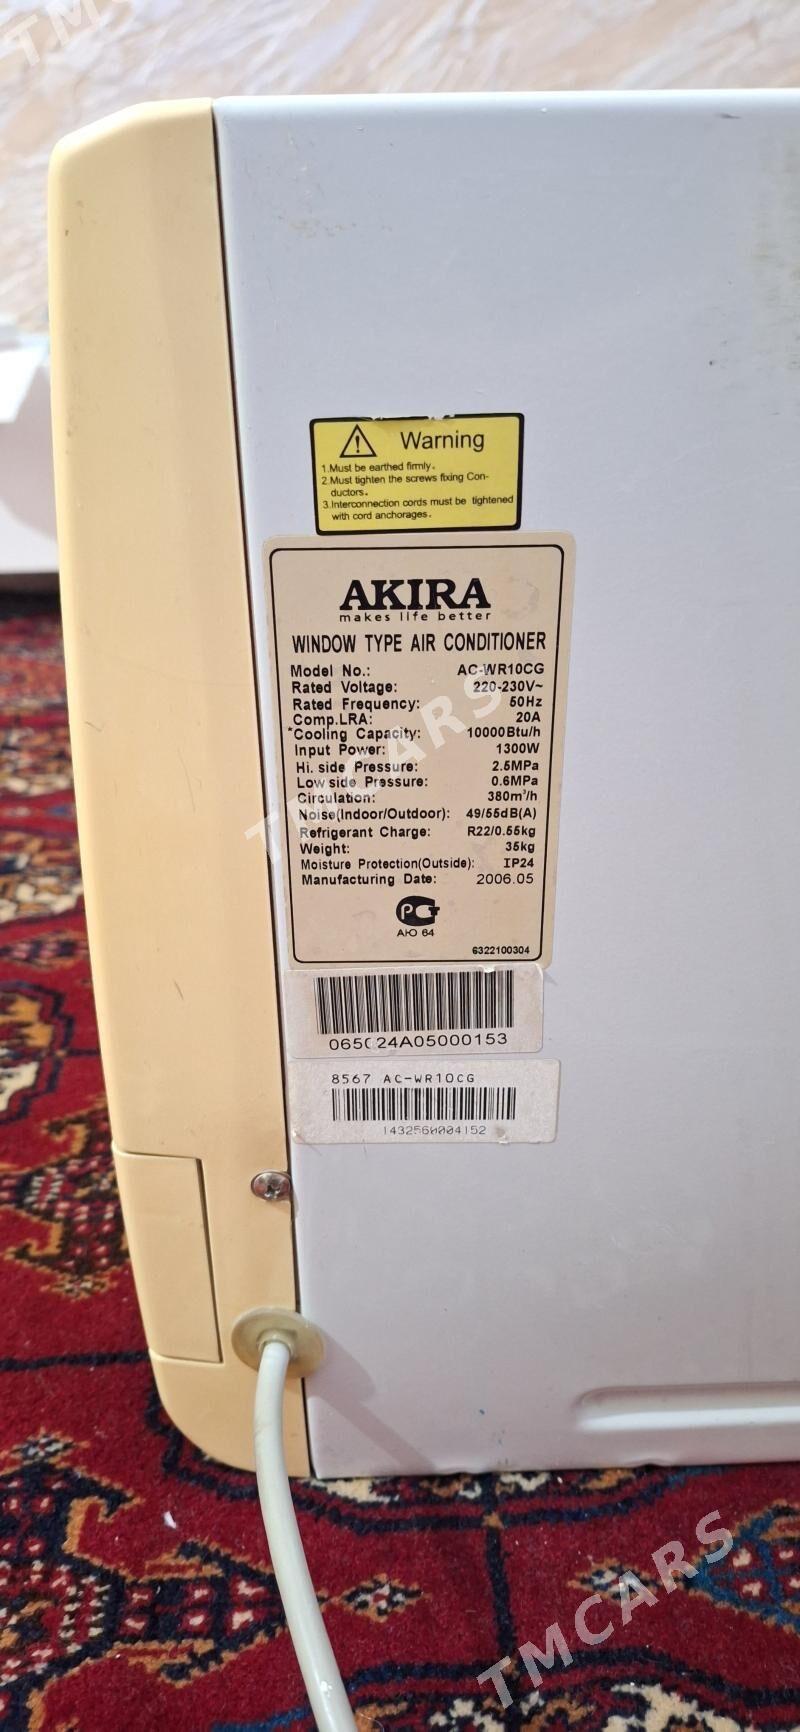 Warning
1.Must be earthed firmly.
2.Must tighten the screws fixing Con-
ductors.
3.Interconnection cords must be tightened
with cord anchorages.
AKIRA
makes life better
WINDOW TYPE AIR CONDITIONER
Model No.: AC-WR10CG
Rated Voltage: 220-230V~
Rated Frequency: 50Hz
Comp.LRA: 20A
*Cooling Capacity: 10000Btu/h
Input Power: 1300W
Hi. side Pressure: 2.5MPa
Low side Pressure: 0.6MPa
Circulation: 380m³/h
Noise(Indoor/Outdoor): 49/55dB(A)
Refrigerant Charge: R22/0.55kg
Weight: 35kg
Moisture Protection(Outside): IP24
Manufacturing Date: 2006.05
РСТ
АЮ 64
6322100304
8567 AC-WR10CG
1432560004152
TMCARS
TMCARS